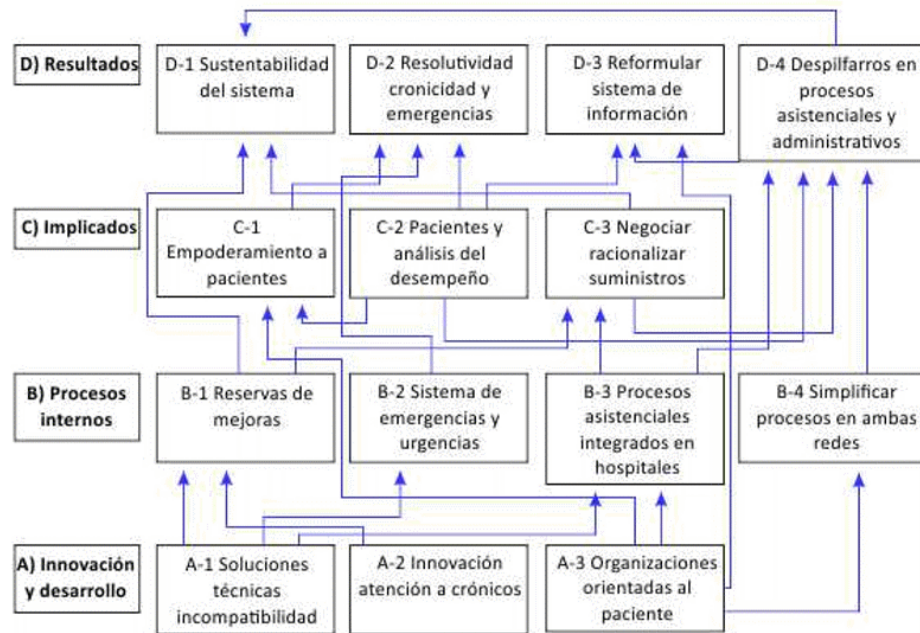 D) Resultados
D-1 Sustentabilidad
del sistema
D-2 Resolutividad
cronicidad y
emergencias
D-3 Reformular
sistema de
información
D-4 Despilfarros en
procesos
asistenciales y
administrativos
C) Implicados
C-1
Empoderamiento a
pacientes
C-2 Pacientes y
análisis del
desempeño
C-3 Negociar
racionalizar
suministros
B) Procesos
internos
B-1 Reservas de
mejoras
B-2 Sistema de
emergencias y
urgencias
B-3 Procesos
asistenciales
integrados en
hospitales
B-4 Simplificar
procesos en ambas
redes
A) Innovación
y desarrollo
A-1 Soluciones
técnicas
incompatibilidad
A-2 Innovación
atención a crónicos
A-3 Organizaciones
orientadas al
paciente